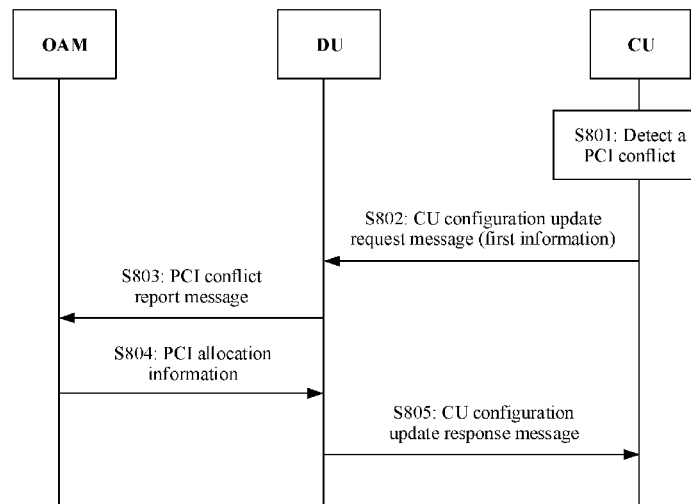 OAM
DU
CU
S801: Detect a
PCI conflict
S802: CU configuration update
request message (first information)
S803: PCI conflict
report message
S804: PCI allocation
information
S805: CU configuration
update response message